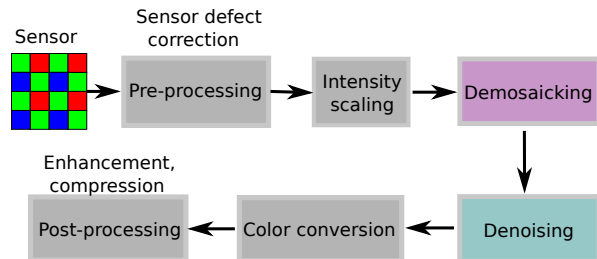 Sensor
Sensor defect
correction
Pre-processing
Intensity
scaling
Demosaicking
Enhancement,
compression
Post-processing
Color conversion
Denoising